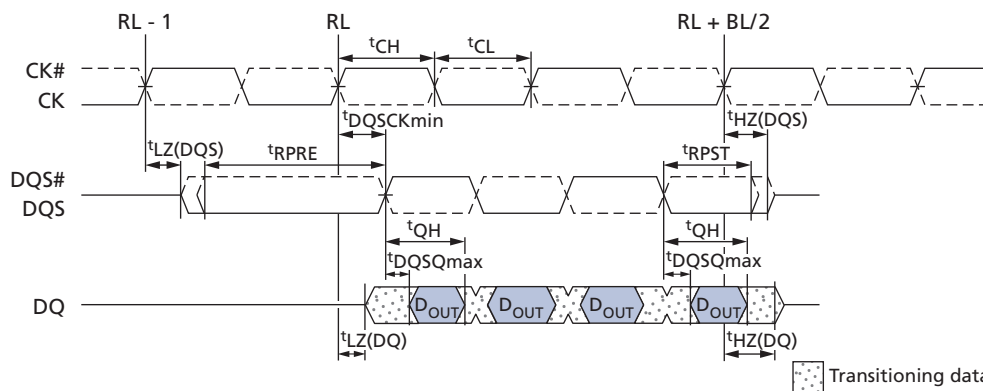 RL - 1 RL RL + BL/2
tCH tCL
CK#
CK
tDQSCKmin tHZ(DQS)
tLZ(DQS) tRPRE tRPST
DQS#
DQS
tQH tQH
tDQSQmax tDQSQmax
DQ DOUT DOUT DOUT DOUT
tLZ(DQ) tHZ(DQ)
Transitioning data